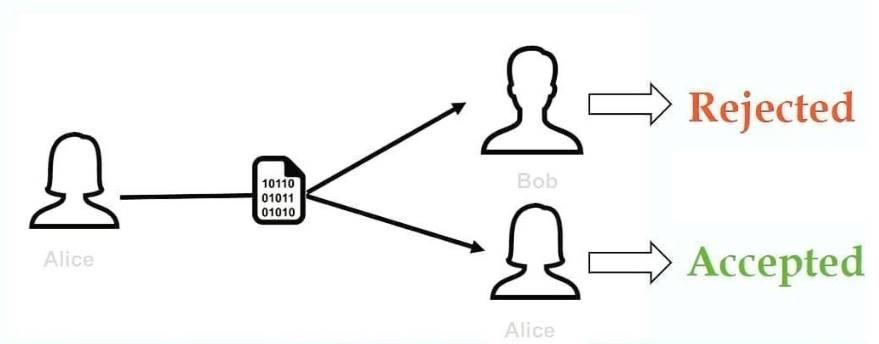 Alice
10110
01011
01010
Bob
Rejected
Alice
Accepted